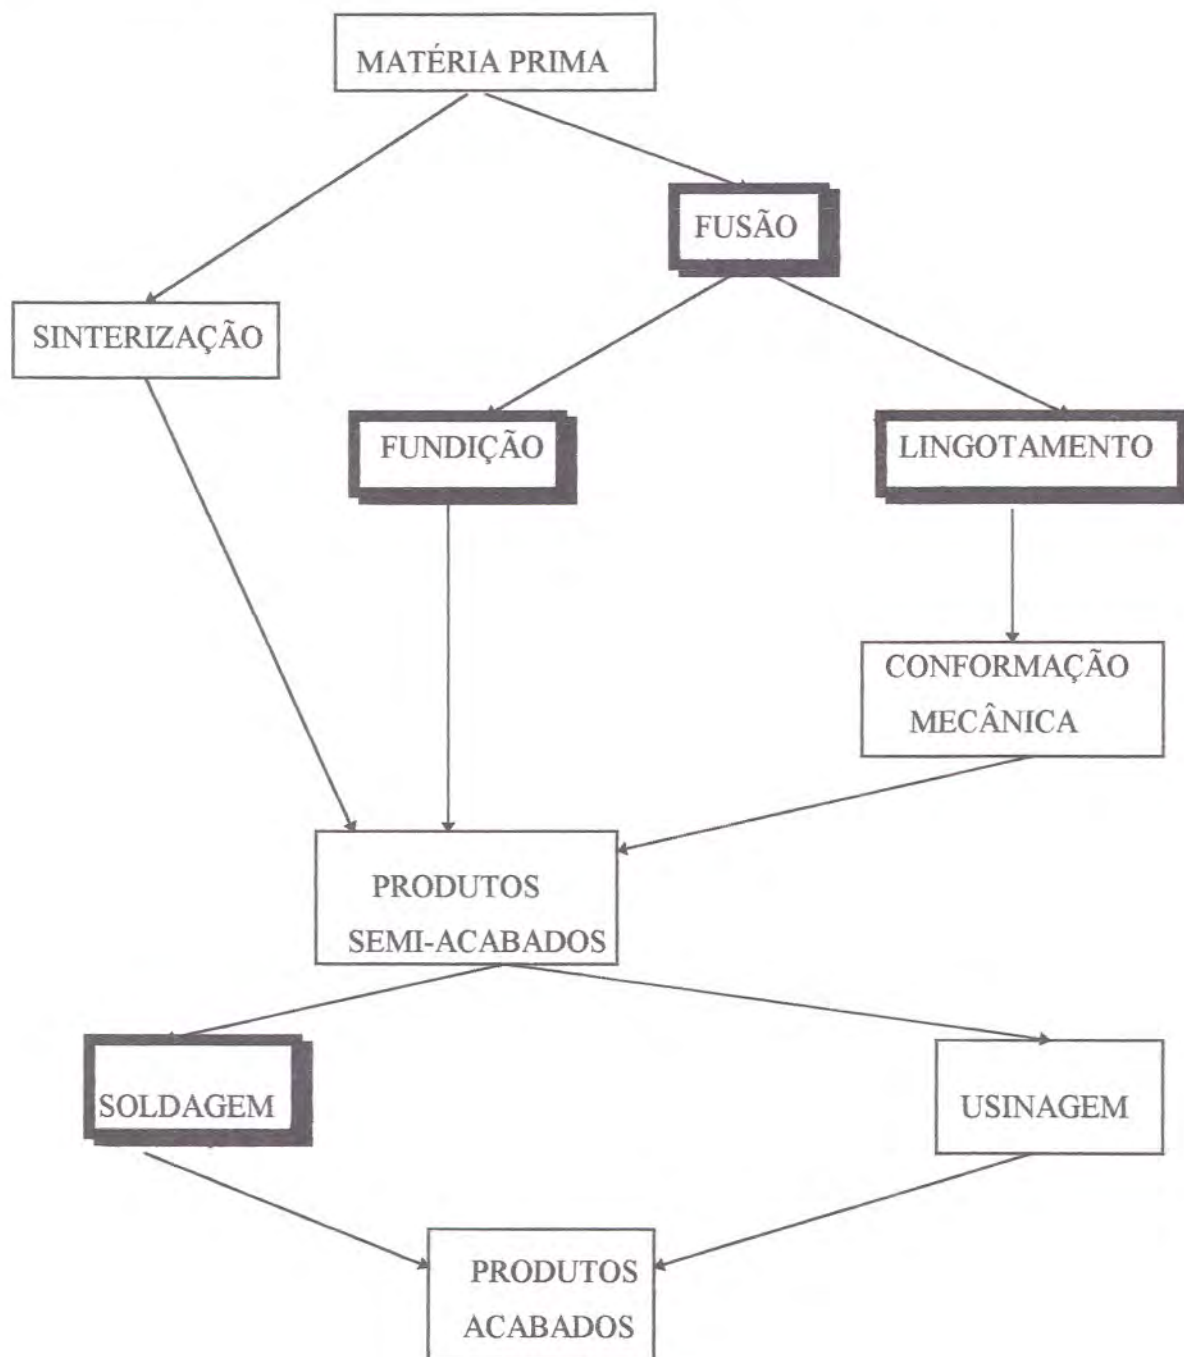 MATÉRIA PRIMA
FUSÃO
SINTERIZAÇÃO
FUNDIÇÃO
LINGOTAMENTO
CONFORMAÇÃO
MECÂNICA
PRODUTOS
SEMI-ACABADOS
SOLDAGEM
USINAGEM
PRODUTOS
ACABADOS